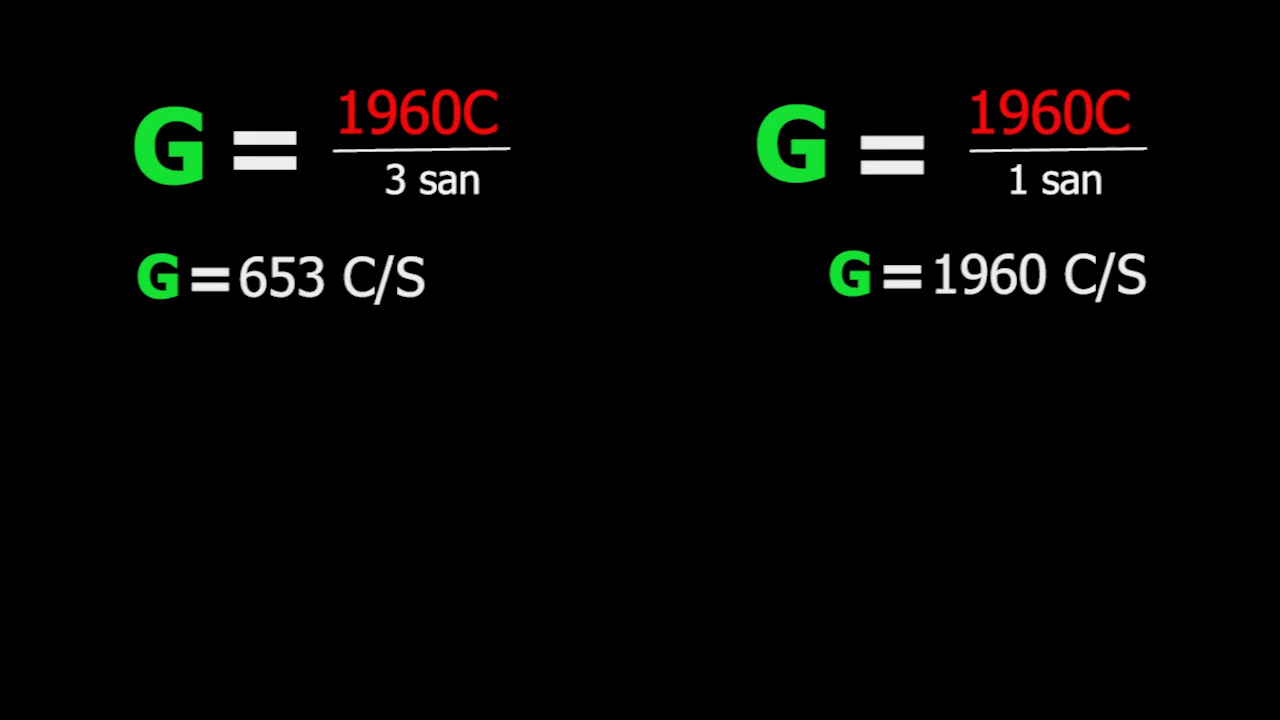 G = 1960C
3 san
G = 653 C/S
G = 1960C
1 san
G = 1960 C/S